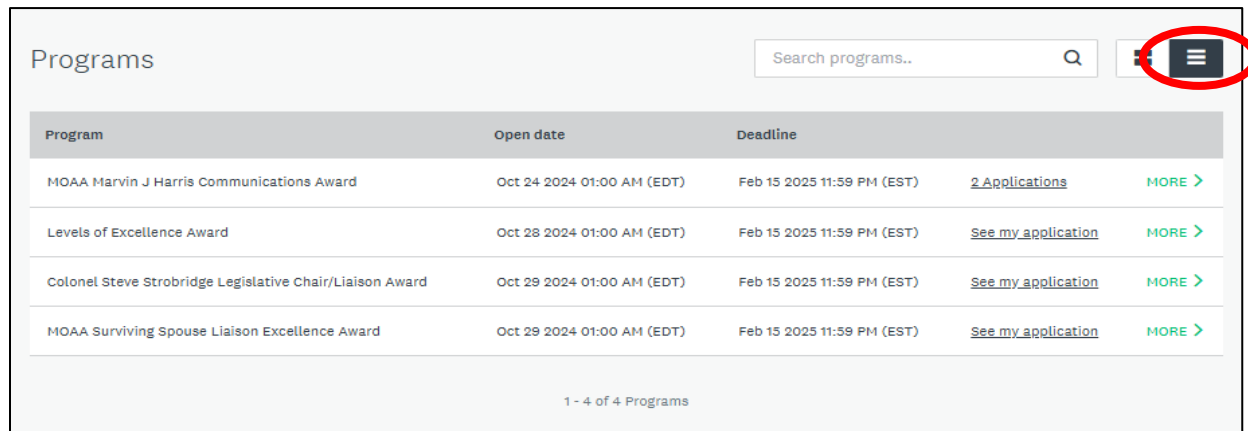 Programs
Search programs..
Program Open date Deadline
MOAA Marvin J Harris Communications Award Oct 24 2024 01:00 AM (EDT) Feb 15 2025 11:59 PM (EST) 2 Applications MORE >
Levels of Excellence Award Oct 28 2024 01:00 AM (EDT) Feb 15 2025 11:59 PM (EST) See my application MORE >
Colonel Steve Strobridge Legislative Chair/Liaison Award Oct 29 2024 01:00 AM (EDT) Feb 15 2025 11:59 PM (EST) See my application MORE >
MOAA Surviving Spouse Liaison Excellence Award Oct 29 2024 01:00 AM (EDT) Feb 15 2025 11:59 PM (EST) See my application MORE >
1 - 4 of 4 Programs